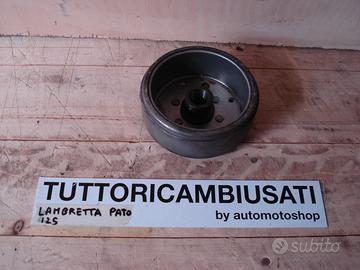 TUTTORICAMBIUSATI
by automotoshop
LAMBRETTA PATO
125
subito